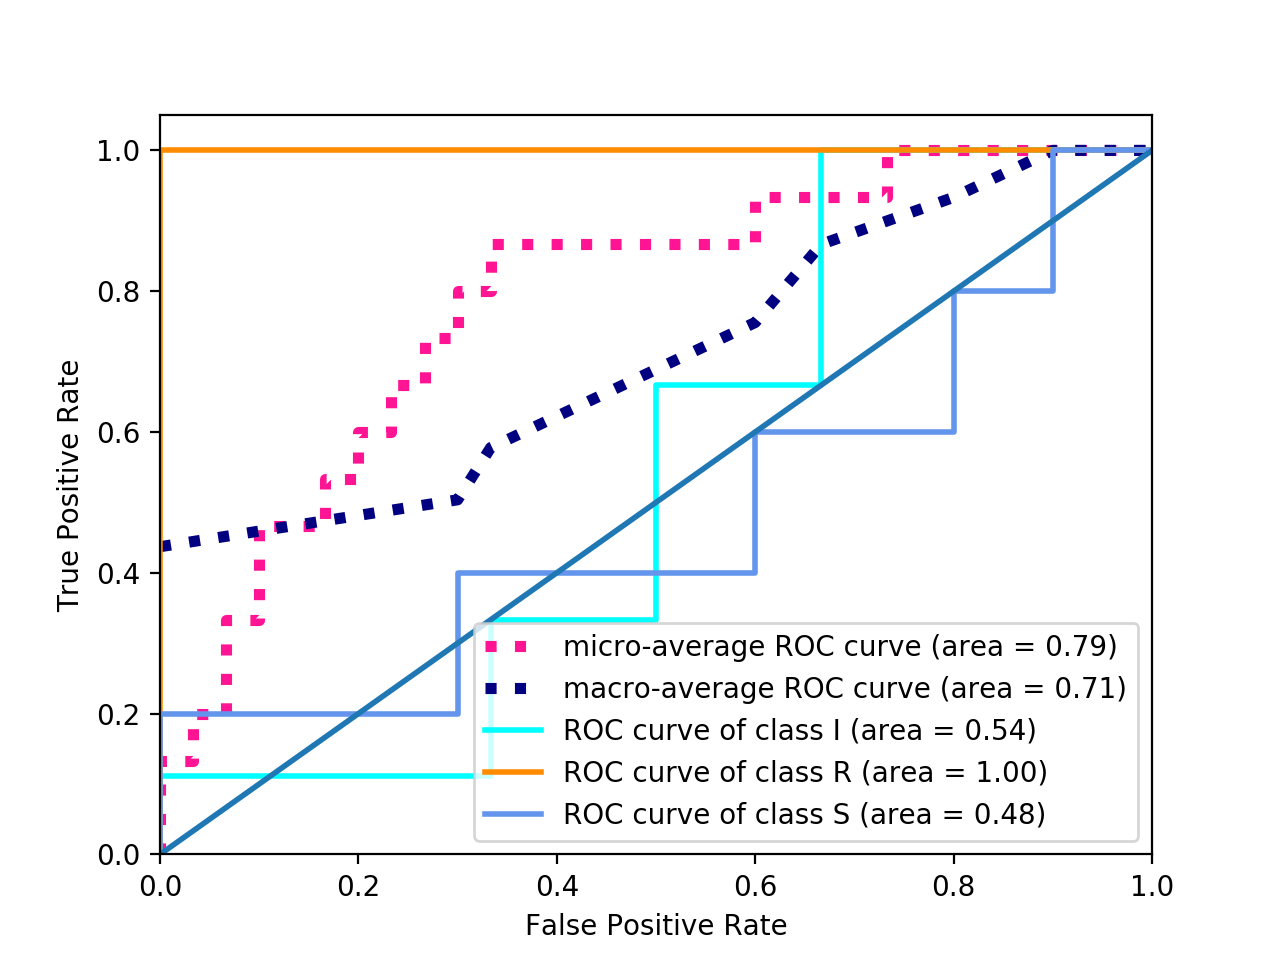 1.0
0.8
0.6
0.4
0.2
0.0
True Positive Rate
micro-average ROC curve (area = 0.79)
macro-average ROC curve (area = 0.71)
ROC curve of class I (area = 0.54)
ROC curve of class R (area = 1.00)
ROC curve of class S (area = 0.48)
0.0 0.2 0.4 0.6 0.8 1.0
False Positive Rate